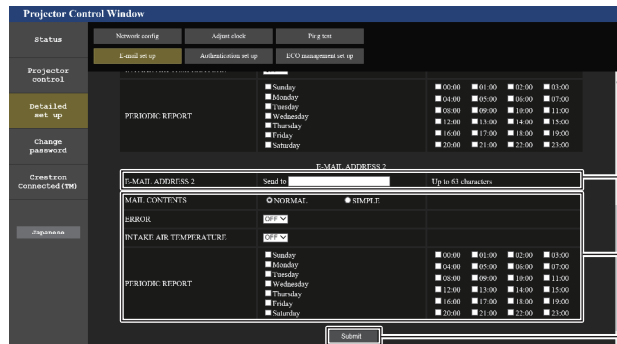 Projector Control Window
Status
Network config
Adjust clock
Ping test
E-mail set up
Authentication set up
ECO management set up
Projector control
Detailed set up
Change password
Crestron Connected(TM)
Japanese
PERIODIC REPORT
Sunday
Monday
Tuesday
Wednesday
Thursday
Friday
Saturday
00:00 01:00 02:00 03:00
04:00 05:00 06:00 07:00
08:00 09:00 10:00 11:00
12:00 13:00 14:00 15:00
16:00 17:00 18:00 19:00
20:00 21:00 22:00 23:00
E-MAIL ADDRESS 2
E-MAIL ADDRESS 2 Send to Up to 63 characters
MAIL CONTENTS NORMAL SIMPLE
ERROR OFF
INTAKE AIR TEMPERATURE OFF
PERIODIC REPORT
Sunday
Monday
Tuesday
Wednesday
Thursday
Friday
Saturday
00:00 01:00 02:00 03:00
04:00 05:00 06:00 07:00
08:00 09:00 10:00 11:00
12:00 13:00 14:00 15:00
16:00 17:00 18:00 19:00
20:00 21:00 22:00 23:00
Submit